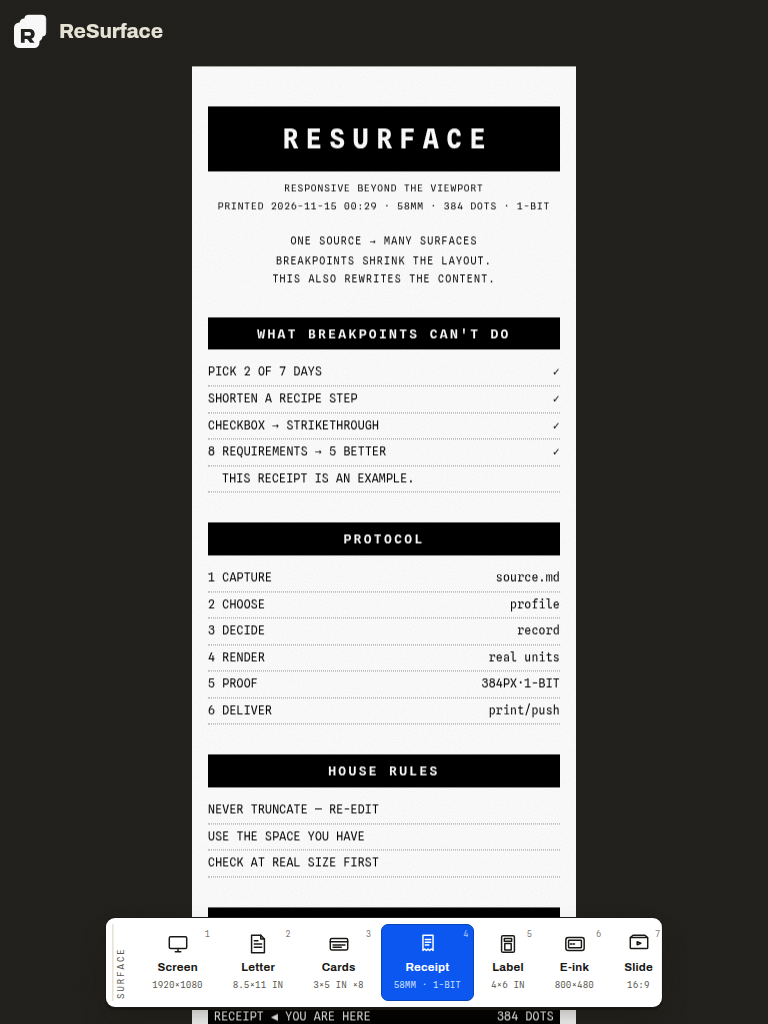 R ReSurface
RESURFACE
RESPONSIVE BEYOND THE VIEWPORT
PRINTED 2026-11-15 00:29 · 58MM · 384 DOTS · 1-BIT
ONE SOURCE → MANY SURFACES
BREAKPOINTS SHRINK THE LAYOUT.
THIS ALSO REWRITES THE CONTENT.
WHAT BREAKPOINTS CAN'T DO
PICK 2 OF 7 DAYS ✓
SHORTEN A RECIPE STEP ✓
CHECKBOX → STRIKETHROUGH ✓
8 REQUIREMENTS → 5 BETTER ✓
THIS RECEIPT IS AN EXAMPLE.
PROTOCOL
1 CAPTURE source.md
2 CHOOSE profile
3 DECIDE record
4 RENDER real units
5 PROOF 384PX·1-BIT
6 DELIVER print/push
HOUSE RULES
NEVER TRUNCATE — RE-EDIT
USE THE SPACE YOU HAVE
CHECK AT REAL SIZE FIRST
SURFACE
1 2 3 4 5 6 7
Screen Letter Cards Receipt Label E-ink Slide
1920×1080 8.5×11 IN 3×5 IN ×8 58MM · 1-BIT 4×6 IN 800×480 16:9
RECEIPT ◀ YOU ARE HERE 384 DOTS